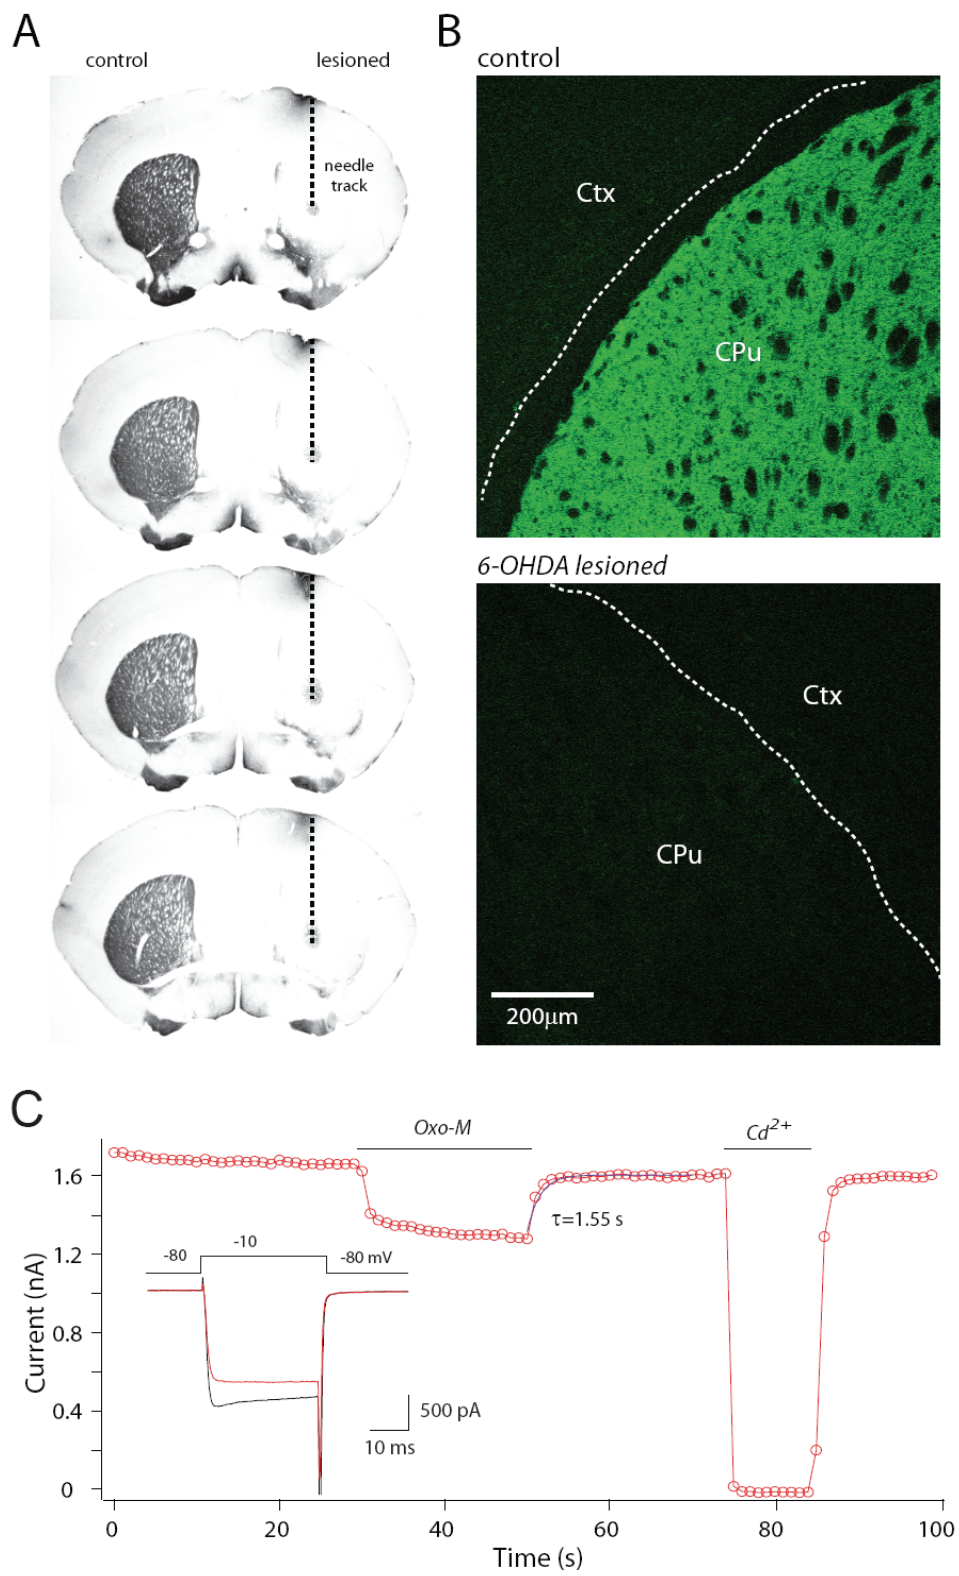 A
control
lesioned
needle
track
B
control
Ctx
CPu
6-OHDA lesioned
Ctx
CPu
200μm
C
Oxo-M
Cd²⁺
1.6
τ=1.55 s
1.2
-80
-10
-80 mV
Current (nA)
0.8
0.4
500 pA
10 ms
0
0
20
40
60
80
100
Time (s)